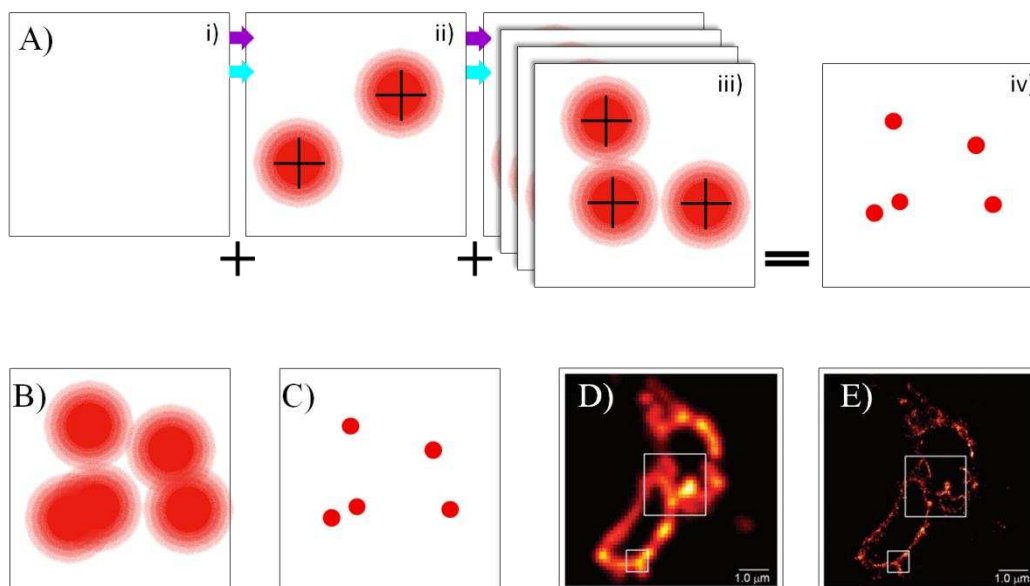 A)
i)
ii)
iii)
iv)
+
+
=
B)
C)
D)
E)
1.0 μm
1.0 μm